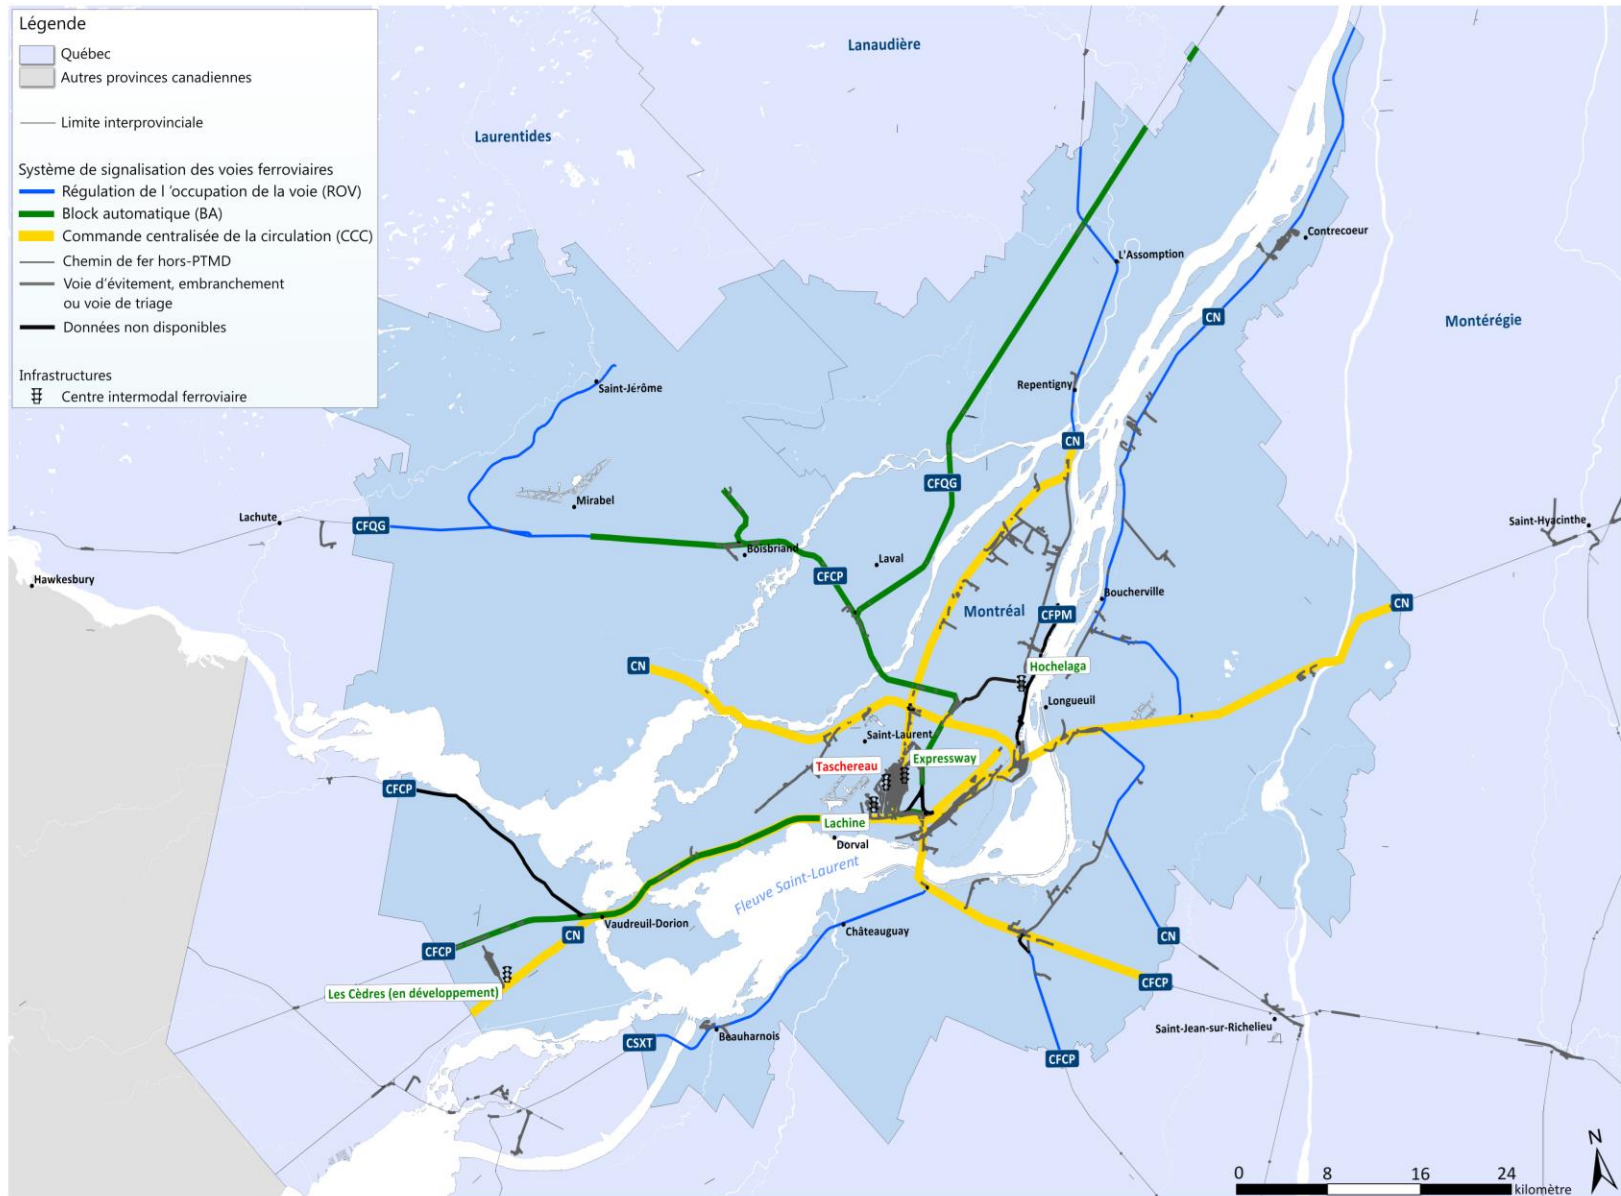 Légende
Québec
Autres provinces canadiennes
Limite interprovinciale
Système de signalisation des voies ferroviaires
Régulation de l 'occupation de la voie (ROV)
Block automatique (BA)
Commande centralisée de la circulation (CCC)
Chemin de fer hors-PTMD
Voie d'évitement, embranchement
ou voie de triage
Données non disponibles
Infrastructures
Centre intermodal ferroviaire
Lanaudière
Laurentides
Contrecoeur
L'Assomption
CN
Montérégie
Saint-Jérôme
Repentigny
CN
CFQG
Mirabel
Lachute
CFQG
Saint-Hyacinthe
Boisbriand
Laval
Hawkesbury
CFCP
Boucherville
CN
Montréal
CFPM
CN
Hochelaga
Longueuil
Saint-Laurent
Taschereau
Expressway
CFCP
Lachine
Dorval
Fleuve Saint-Laurent
Vaudreuil-Dorion
CN
Châteauguay
CN
CFCP
CFCP
Les Cèdres (en développement)
Saint-Jean-sur-Richelieu
Beauharnois
CSXT
CFCP
N
0 8 16 24
kilomètre